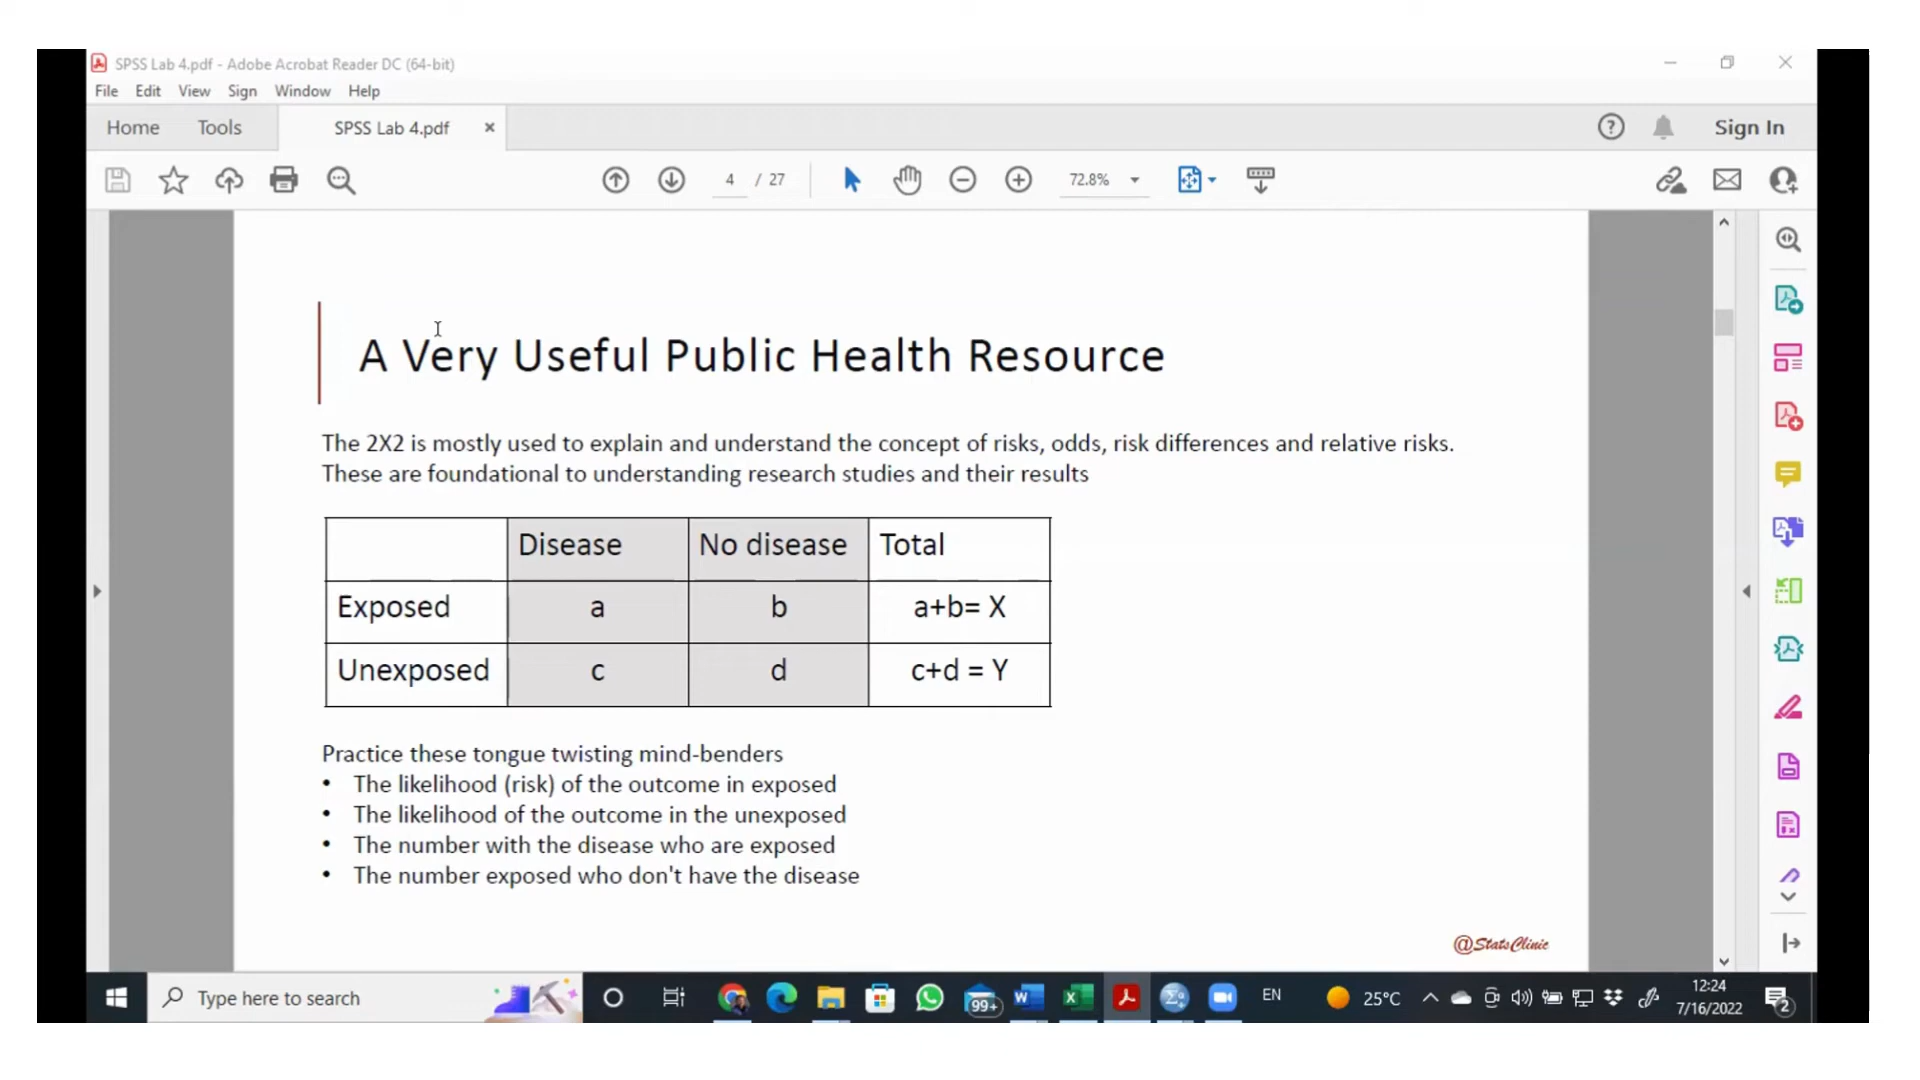 SPSS Lab 4.pdf - Adobe Acrobat Reader DC (64-bit)
File Edit View Sign Window Help
Home Tools SPSS Lab 4.pdf × Sign In
4 / 27 72.8%
A Very Useful Public Health Resource
The 2X2 is mostly used to explain and understand the concept of risks, odds, risk differences and relative risks.
These are foundational to understanding research studies and their results
Disease No disease Total
Exposed a b a+b= X
Unexposed c d c+d = Y
Practice these tongue twisting mind-benders
• The likelihood (risk) of the outcome in exposed
• The likelihood of the outcome in the unexposed
• The number with the disease who are exposed
• The number exposed who don't have the disease
@StatsClinic
Type here to search 99+ EN 25°C 12:24
7/16/2022 2